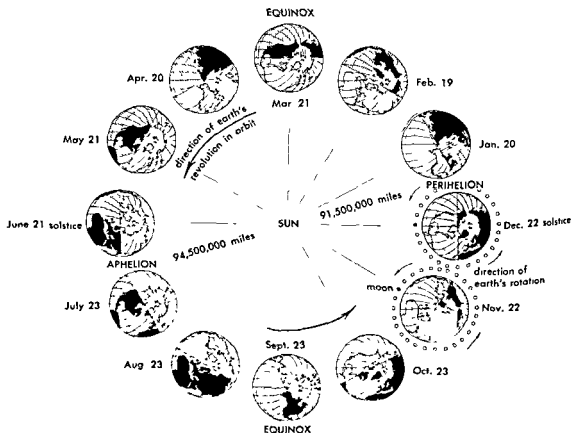 EQUINOX
Mar 21
Apr. 20
Feb. 19
May 21
direction of earth's
revolution in orbit
Jan. 20
PERIHELION
June 21 solstice
91,500,000 miles
SUN
Dec. 22 solstice
94,500,000 miles
APHELION
direction of
earth's rotation
moon
July 23
Nov. 22
Sept. 23
Aug 23
Oct. 23
EQUINOX